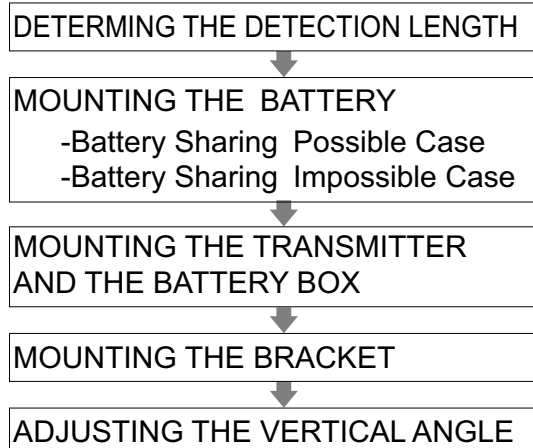 DETERMING THE DETECTION LENGTH
MOUNTING THE BATTERY
-Battery Sharing Possible Case
-Battery Sharing Impossible Case
MOUNTING THE TRANSMITTER
AND THE BATTERY BOX
MOUNTING THE BRACKET
ADJUSTING THE VERTICAL ANGLE